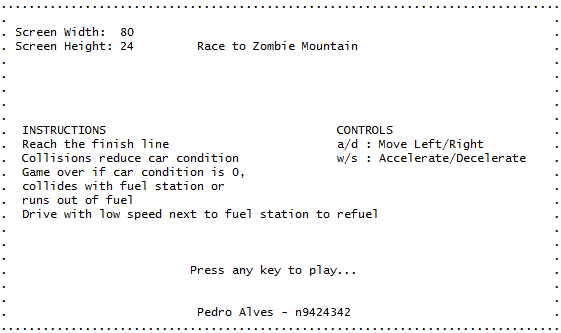 Screen Width: 80
Screen Height: 24
Race to Zombie Mountain
INSTRUCTIONS
Reach the finish line
Collisions reduce car condition
Game over if car condition is 0,
collides with fuel station or
runs out of fuel
Drive with low speed next to fuel station to refuel
CONTROLS
a/d : Move Left/Right
w/s : Accelerate/Decelerate
Press any key to play...
Pedro Alves - n9424342